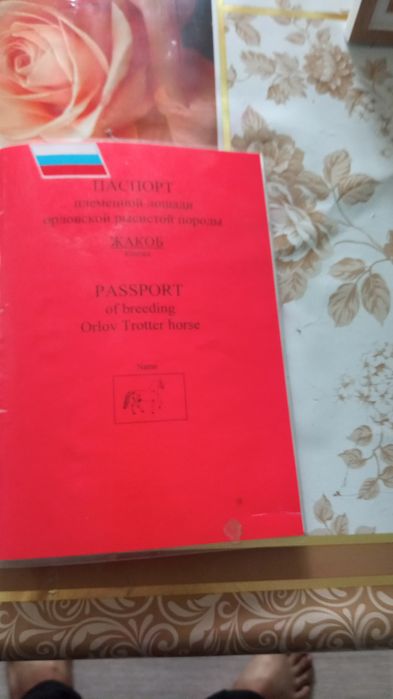 ПАСПОРТ
племенной лошади
орловской рысистой породы
ЖАКОБ
PASSPORT
of breeding
Orlov Trotter horse
Name